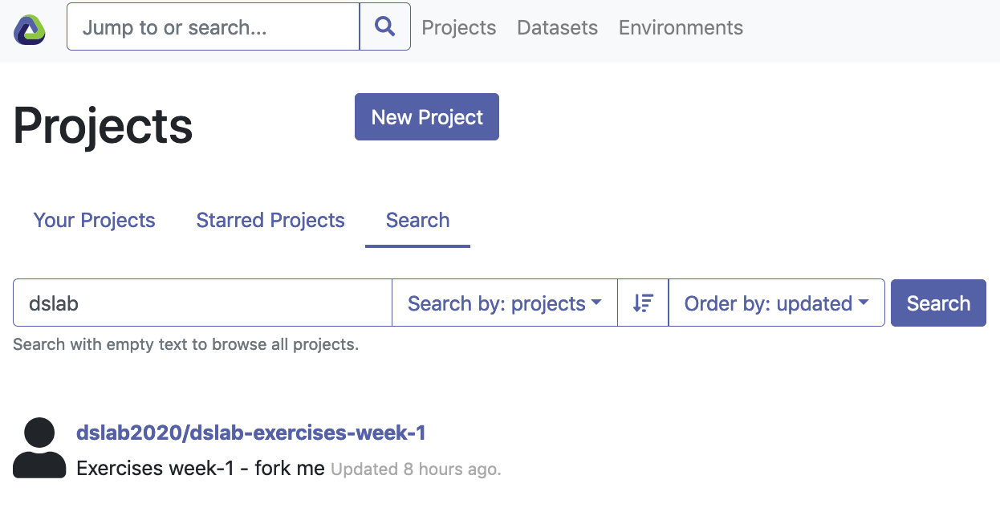 Jump to or search... Projects Datasets Environments
Projects New Project
Your Projects Starred Projects Search
dslab Search by: projects Order by: updated Search
Search with empty text to browse all projects.
dslab2020/dslab-exercises-week-1
Exercises week-1 - fork me Updated 8 hours ago.